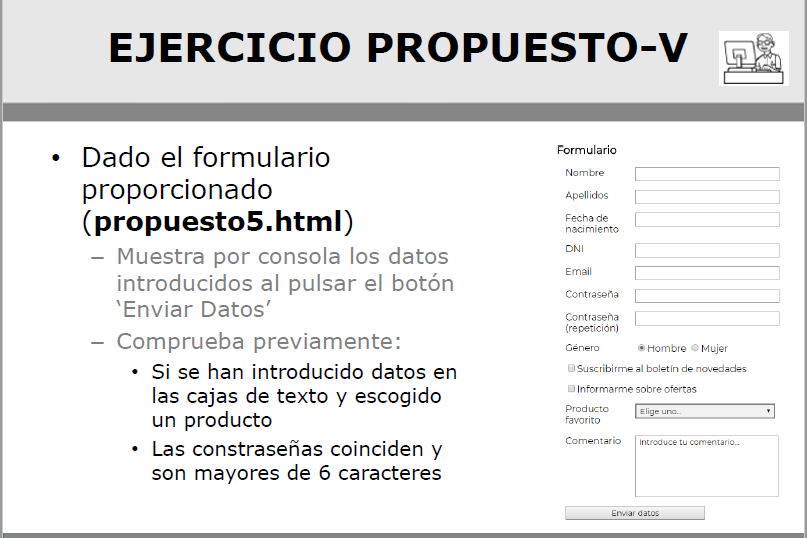 EJERCICIO PROPUESTO-V
• Dado el formulario
proporcionado
(propuesto5.html)
– Muestra por consola los datos
introducidos al pulsar el botón
‘Enviar Datos’
– Comprueba previamente:
• Si se han introducido datos en
las cajas de texto y escogido
un producto
• Las constraseñas coinciden y
son mayores de 6 caracteres
Formulario
Nombre
Apellidos
Fecha de
nacimiento
DNI
Email
Contraseña
Contraseña
(repetición)
Género Hombre Mujer
Suscribirme al boletín de novedades
Informarme sobre ofertas
Producto
favorito
Elige uno..
Comentario
Introduce tu comentario...
Enviar datos